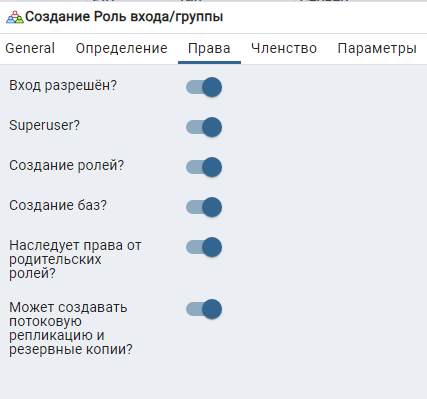 Создание Роль входа/группы
General Определение Права Членство Параметры
Вход разрешён?
Superuser?
Создание ролей?
Создание баз?
Наследует права от
родительских
ролей?
Может создавать
потоковую
репликацию и
резервные копии?